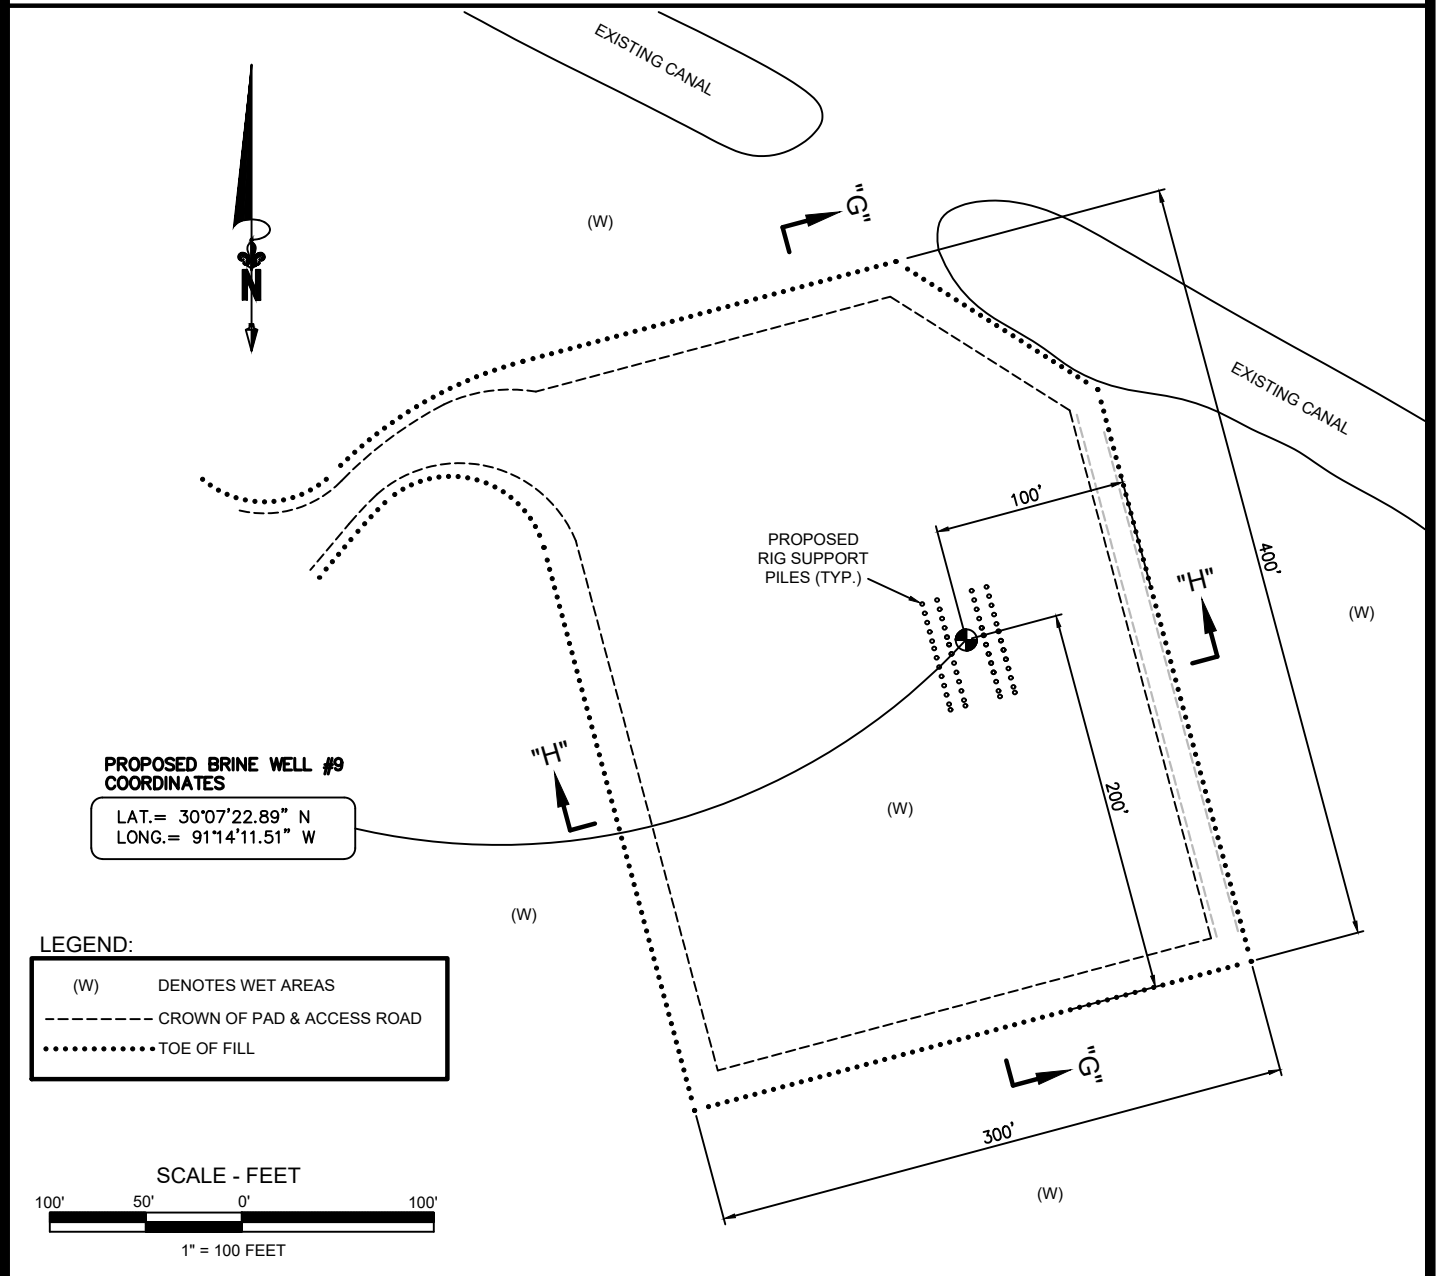 EXISTING CANAL
"G"
(W)
N
EXISTING CANAL
100'
PROPOSED
RIG SUPPORT
PILES (TYP.)
400'
"H"
(W)
"H"
PROPOSED BRINE WELL #9
COORDINATES
LAT.= 30°07'22.89" N
LONG.= 91°14'11.51" W
200'
(W)
(W)
LEGEND:
(W) DENOTES WET AREAS
CROWN OF PAD & ACCESS ROAD
TOE OF FILL
"G"
300'
(W)
SCALE - FEET
100' 50' 0' 100'
1" = 100 FEET